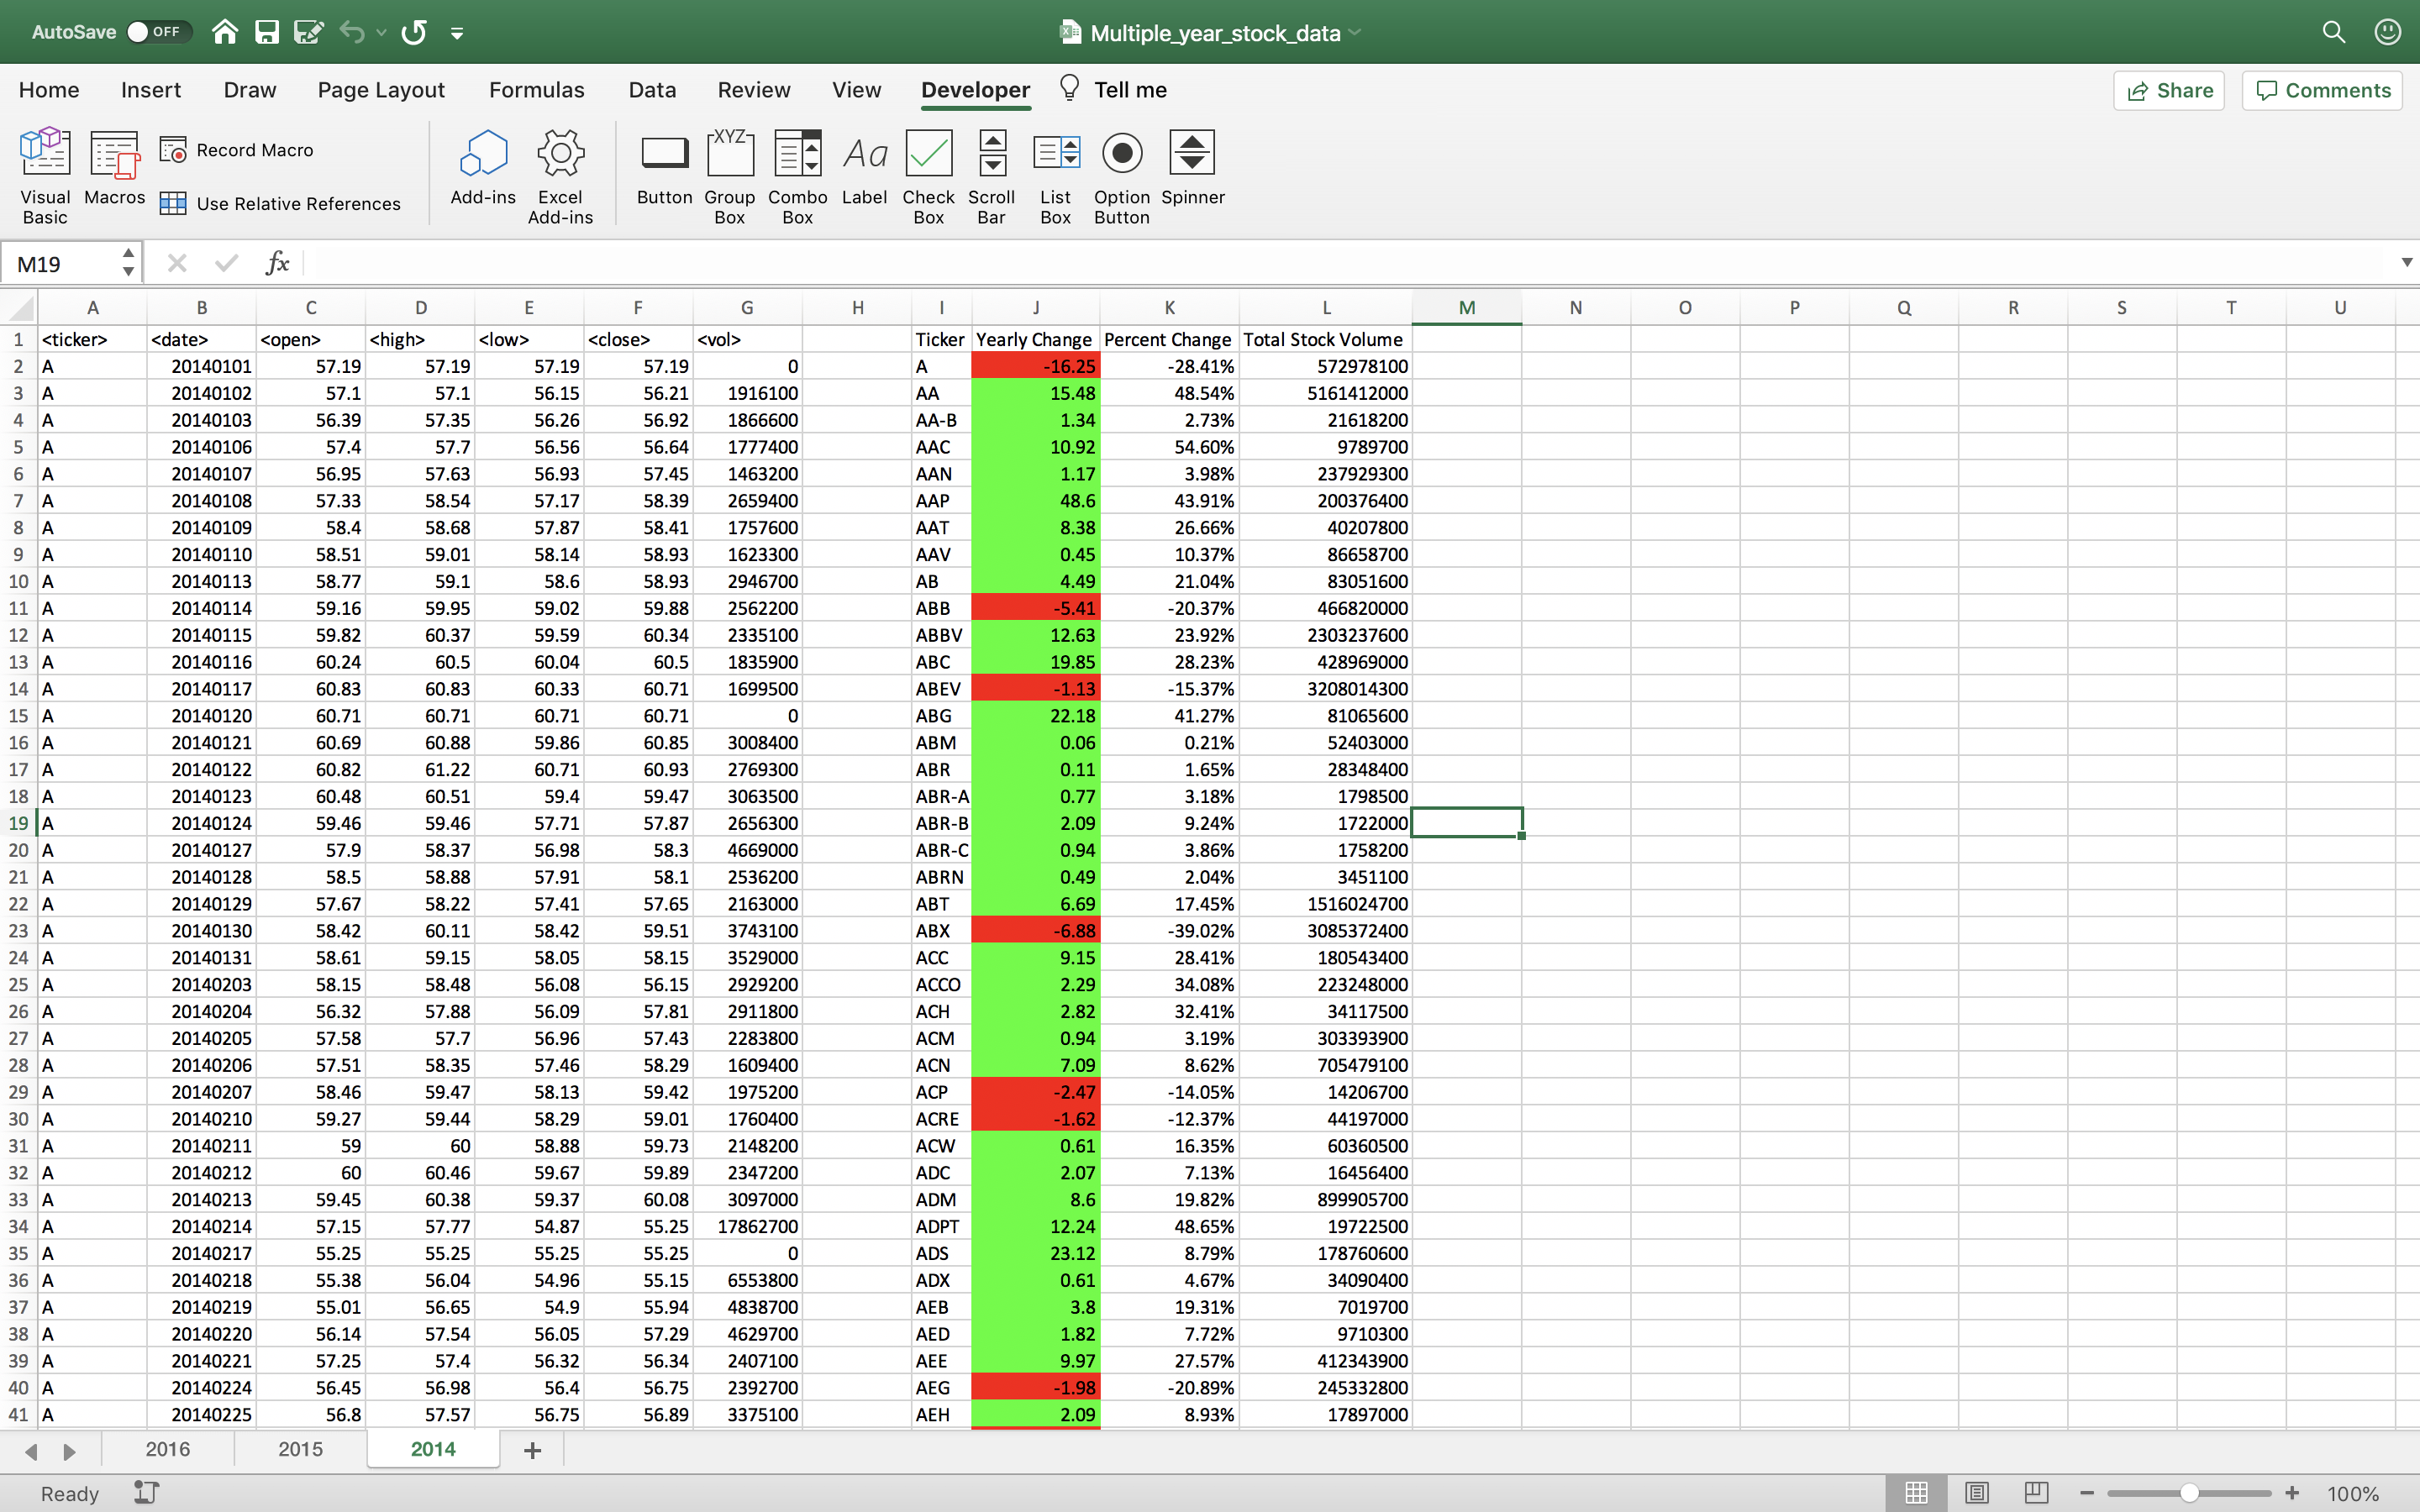 AutoSave OFF Multiple_year_stock_data
Home Insert Draw Page Layout Formulas Data Review View Developer Tell me Share Comments
Visual Basic Macros Record Macro Use Relative References Add-ins Excel Add-ins Button XYZ Group Box Combo Box Aa Label Check Box Scroll Bar List Box Option Button Spinner
M19 fx
A B C D E F G H I J K L M N O P Q R S T U
1 <ticker> <date> <open> <high> <low> <close> <vol> Ticker Yearly Change Percent Change Total Stock Volume
2 A 20140101 57.19 57.19 57.19 57.19 0 A -16.25 -28.41% 572978100
3 A 20140102 57.1 57.1 56.15 56.21 1916100 AA 15.48 48.54% 5161412000
4 A 20140103 56.39 57.35 56.26 56.92 1866600 AA-B 1.34 2.73% 21618200
5 A 20140106 57.4 57.7 56.56 56.64 1777400 AAC 10.92 54.60% 9789700
6 A 20140107 56.95 57.63 56.93 57.45 1463200 AAN 1.17 3.98% 237929300
7 A 20140108 57.33 58.54 57.17 58.39 2659400 AAP 48.6 43.91% 200376400
8 A 20140109 58.4 58.68 57.87 58.41 1757600 AAT 8.38 26.66% 40207800
9 A 20140110 58.51 59.01 58.14 58.93 1623300 AAV 0.45 10.37% 86658700
10 A 20140113 58.77 59.1 58.6 58.93 2946700 AB 4.49 21.04% 83051600
11 A 20140114 59.16 59.95 59.02 59.88 2562200 ABB -5.41 -20.37% 466820000
12 A 20140115 59.82 60.37 59.59 60.34 2335100 ABBV 12.63 23.92% 2303237600
13 A 20140116 60.24 60.5 60.04 60.5 1835900 ABC 19.85 28.23% 428969000
14 A 20140117 60.83 60.83 60.33 60.71 1699500 ABEV -1.13 -15.37% 3208014300
15 A 20140120 60.71 60.71 60.71 60.71 0 ABG 22.18 41.27% 81065600
16 A 20140121 60.69 60.88 59.86 60.85 3008400 ABM 0.06 0.21% 52403000
17 A 20140122 60.82 61.22 60.71 60.93 2769300 ABR 0.11 1.65% 28348400
18 A 20140123 60.48 60.51 59.4 59.47 3063500 ABR-A 0.77 3.18% 1798500
19 A 20140124 59.46 59.46 57.71 57.87 2656300 ABR-B 2.09 9.24% 1722000
20 A 20140127 57.9 58.37 56.98 58.3 4669000 ABR-C 0.94 3.86% 1758200
21 A 20140128 58.5 58.88 57.91 58.1 2536200 ABRN 0.49 2.04% 3451100
22 A 20140129 57.67 58.22 57.41 57.65 2163000 ABT 6.69 17.45% 1516024700
23 A 20140130 58.42 60.11 58.42 59.51 3743100 ABX -6.88 -39.02% 3085372400
24 A 20140131 58.61 59.15 58.05 58.15 3529000 ACC 9.15 28.41% 180543400
25 A 20140203 58.15 58.48 56.08 56.15 2929200 ACCO 2.29 34.08% 223248000
26 A 20140204 56.32 57.88 56.09 57.81 2911800 ACH 2.82 32.41% 34117500
27 A 20140205 57.58 57.7 56.96 57.43 2283800 ACM 0.94 3.19% 303393900
28 A 20140206 57.51 58.35 57.46 58.29 1609400 ACN 7.09 8.62% 705479100
29 A 20140207 58.46 59.47 58.13 59.42 1975200 ACP -2.47 -14.05% 14206700
30 A 20140210 59.27 59.44 58.29 59.01 1760400 ACRE -1.62 -12.37% 44197000
31 A 20140211 59 60 58.88 59.73 2148200 ACW 0.61 16.35% 60360500
32 A 20140212 60 60.46 59.67 59.89 2347200 ADC 2.07 7.13% 16456400
33 A 20140213 59.45 60.38 59.37 60.08 3097000 ADM 8.6 19.82% 899905700
34 A 20140214 57.15 57.77 54.87 55.25 17862700 ADPT 12.24 48.65% 19722500
35 A 20140217 55.25 55.25 55.25 55.25 0 ADS 23.12 8.79% 178760600
36 A 20140218 55.38 56.04 54.96 55.15 6553800 ADX 0.61 4.67% 34090400
37 A 20140219 55.01 56.65 54.9 55.94 4838700 AEB 3.8 19.31% 7019700
38 A 20140220 56.14 57.54 56.05 57.29 4629700 AED 1.82 7.72% 9710300
39 A 20140221 57.25 57.4 56.32 56.34 2407100 AEE 9.97 27.57% 412343900
40 A 20140224 56.45 56.98 56.4 56.75 2392700 AEG -1.98 -20.89% 245332800
41 A 20140225 56.8 57.57 56.75 56.89 3375100 AEH 2.09 8.93% 17897000
2016 2015 2014 +
Ready 100%